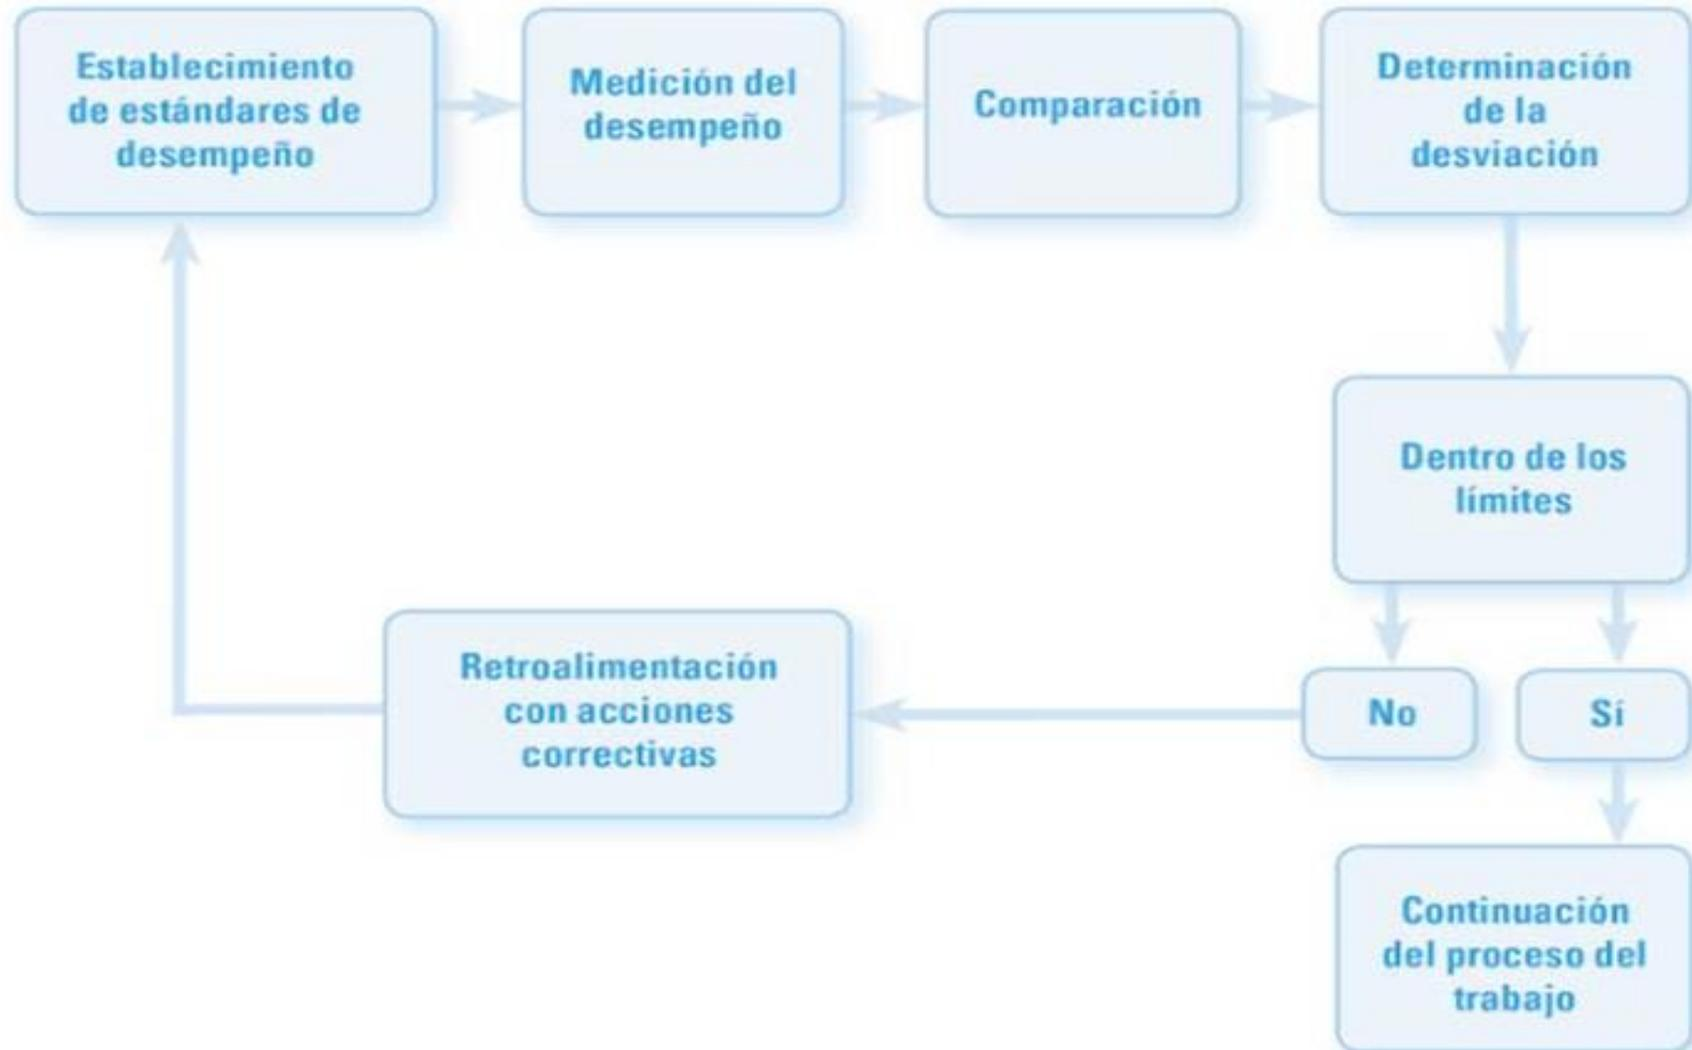 Establecimiento
de estándares de
desempeño
Medición del
desempeño
Comparación
Determinación
de la
desviación
Dentro de los
límites
No
Sí
Retroalimentación
con acciones
correctivas
Continuación
del proceso del
trabajo